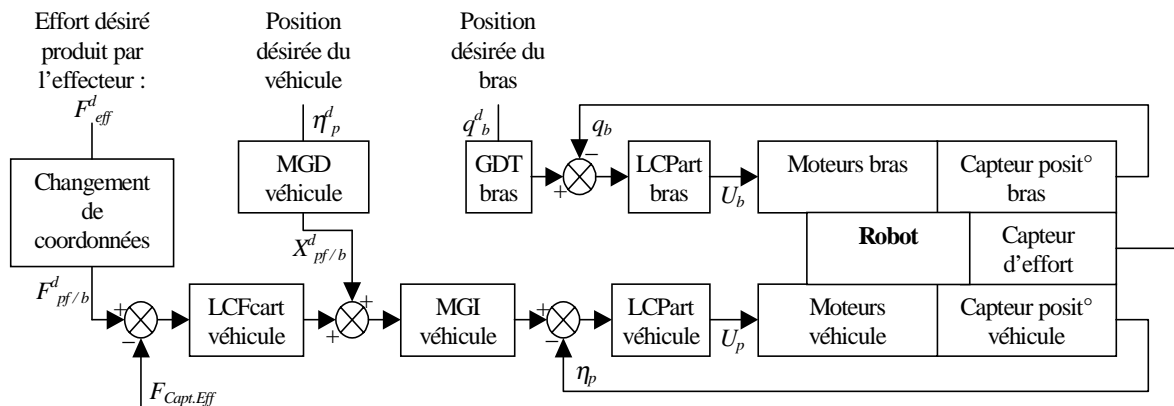 Effort désiré
produit par
l'effecteur :
F^d_eff
Position
désirée du
véhicule
η^d_p
Position
désirée du
bras
q^d_b
q_b
Changement
de
coordonnées
MGD
véhicule
GDT
bras
+
−
LCPart
bras
U_b
Moteurs bras
Capteur posit°
bras
Robot
Capteur
d'effort
X^d_pf/b
F^d_pf/b
+
−
LCFcart
véhicule
+
+
MGI
véhicule
+
−
LCPart
véhicule
U_p
Moteurs
véhicule
Capteur posit°
véhicule
η_p
F_Capt.Eff